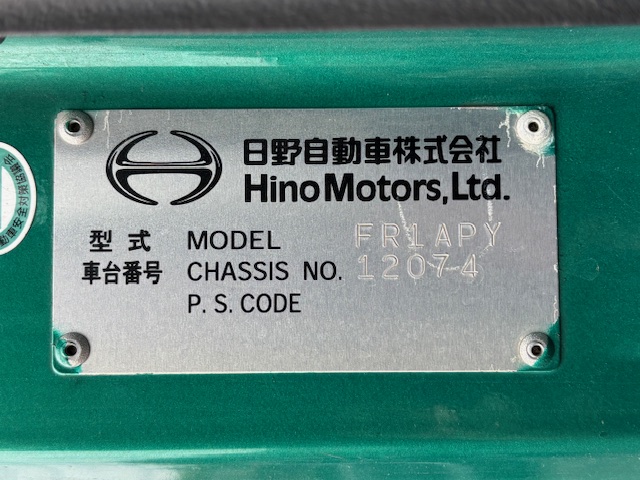 日野自動車株式会社
Hino Motors, Ltd.
型式 MODEL FR1APY
車台番号 CHASSIS NO. 12074
P. S. CODE